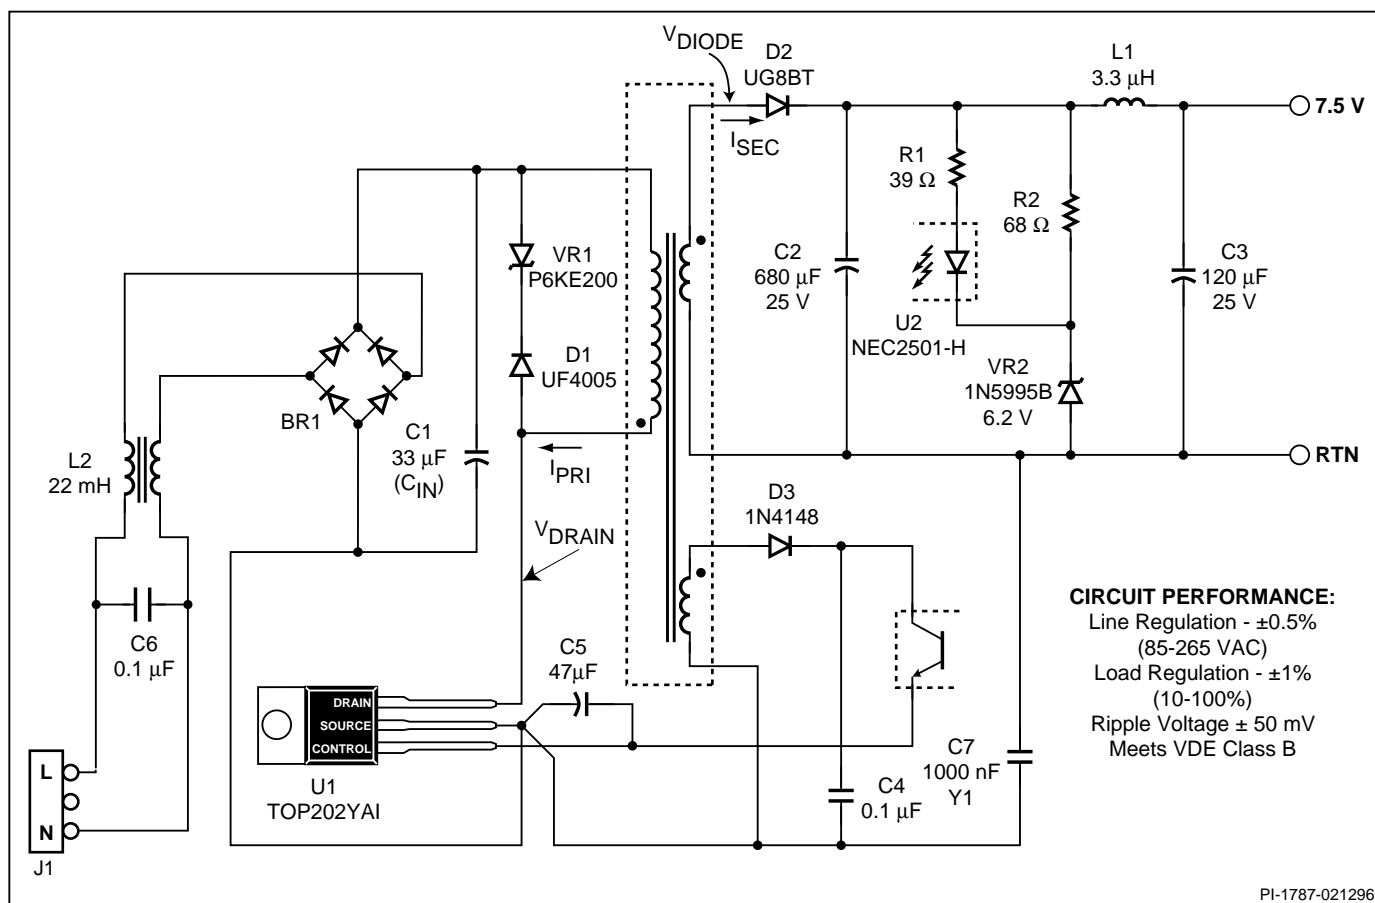 VDIODE
D2
UG8BT
L1
3.3 µH
7.5 V
ISEC
R1
39 Ω
R2
68 Ω
VR1
P6KE200
C2
680 µF
25 V
C3
120 µF
25 V
U2
NEC2501-H
D1
UF4005
VR2
1N5995B
6.2 V
BR1
C1
33 µF
(CIN)
L2
22 mH
IPRI
RTN
D3
1N4148
VDRAIN
CIRCUIT PERFORMANCE:
Line Regulation - ±0.5%
(85-265 VAC)
Load Regulation - ±1%
(10-100%)
Ripple Voltage ± 50 mV
Meets VDE Class B
C6
0.1 µF
C5
47µF
DRAIN
SOURCE
CONTROL
U1
TOP202YAI
C7
1000 nF
Y1
C4
0.1 µF
L
N
J1
PI-1787-021296